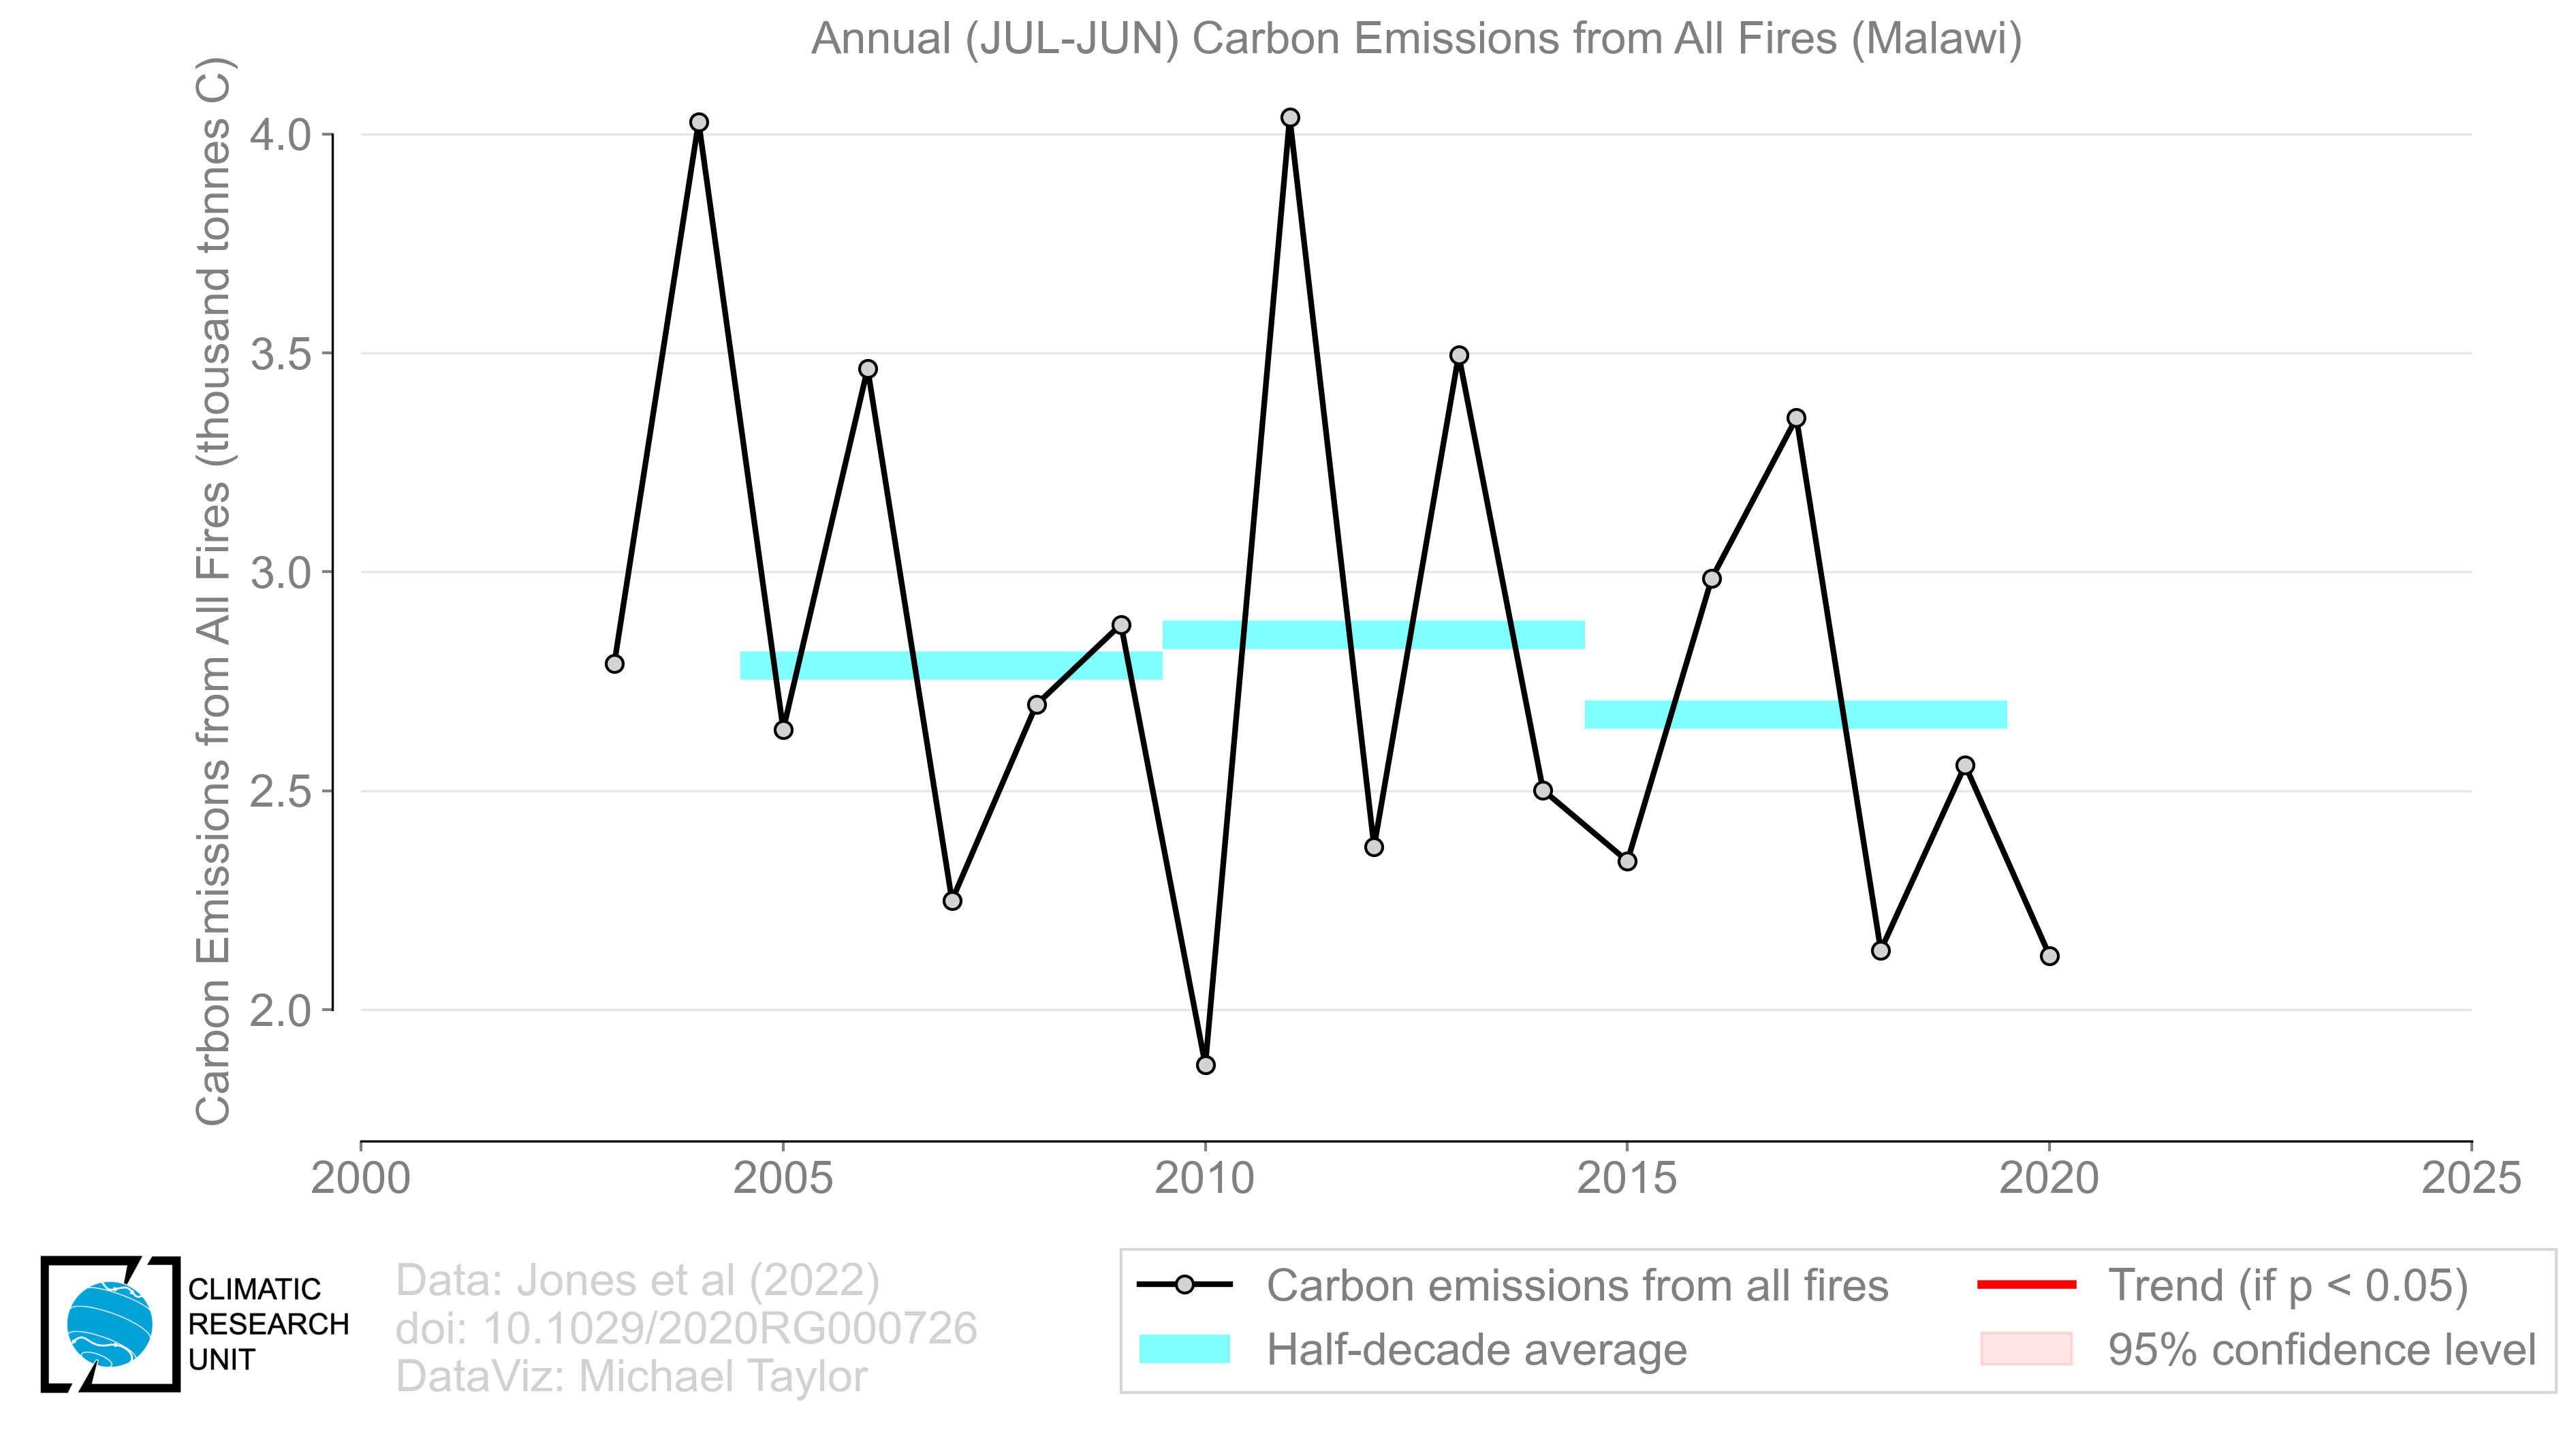 Annual (JUL-JUN) Carbon Emissions from All Fires (Malawi)
Carbon Emissions from All Fires (thousand tonnes C)
4.0
3.5
3.0
2.5
2.0
2000 2005 2010 2015 2020 2025
CLIMATIC
RESEARCH
UNIT
Data: Jones et al (2022)
doi: 10.1029/2020RG000726
DataViz: Michael Taylor
Carbon emissions from all fires
Half-decade average
Trend (if p < 0.05)
95% confidence level